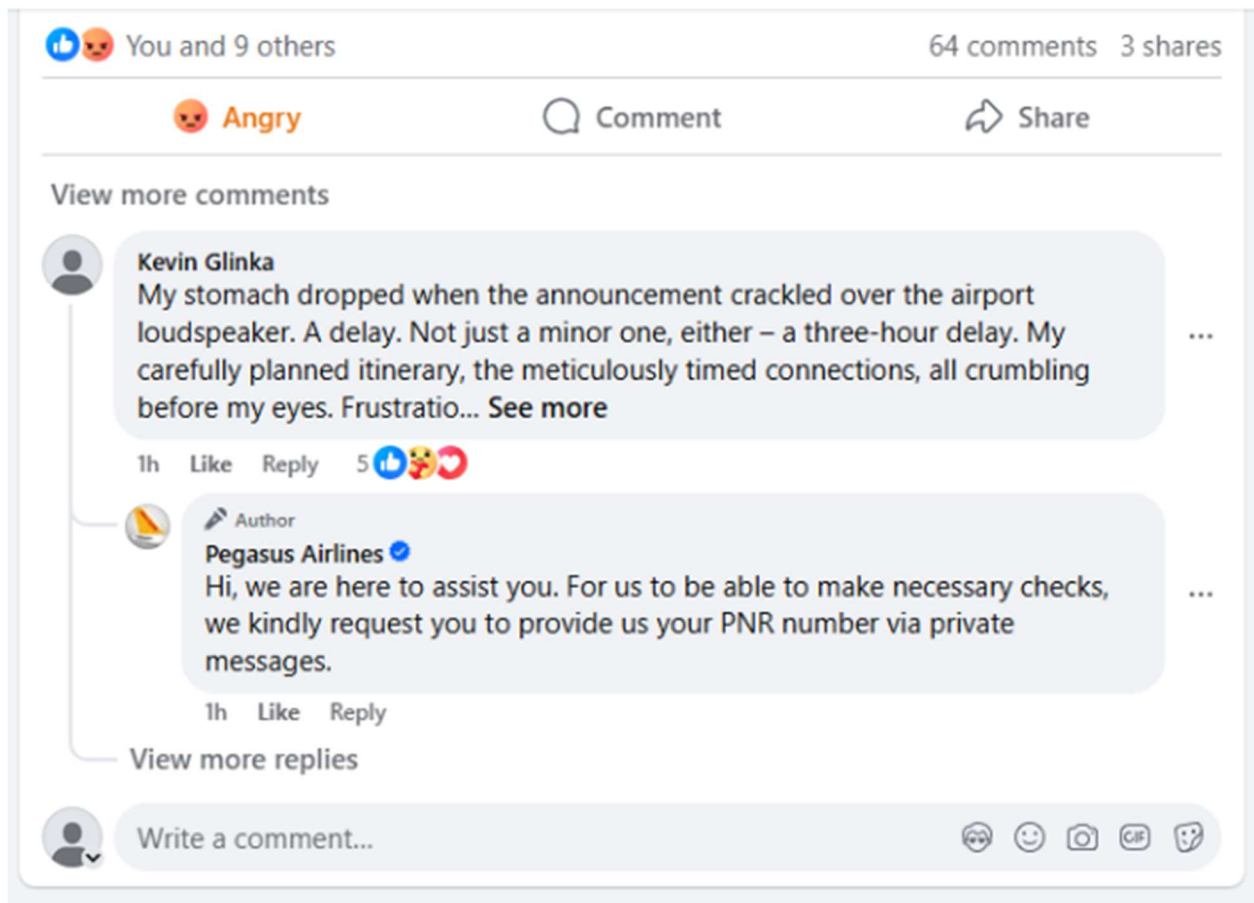 You and 9 others 64 comments 3 shares
Angry Comment Share
View more comments
Kevin Glinka
My stomach dropped when the announcement crackled over the airport
loudspeaker. A delay. Not just a minor one, either – a three-hour delay. My
carefully planned itinerary, the meticulously timed connections, all crumbling
before my eyes. Frustratio... See more
1h Like Reply 5
Author
Pegasus Airlines
Hi, we are here to assist you. For us to be able to make necessary checks,
we kindly request you to provide us your PNR number via private
messages.
1h Like Reply
View more replies
Write a comment... GIF